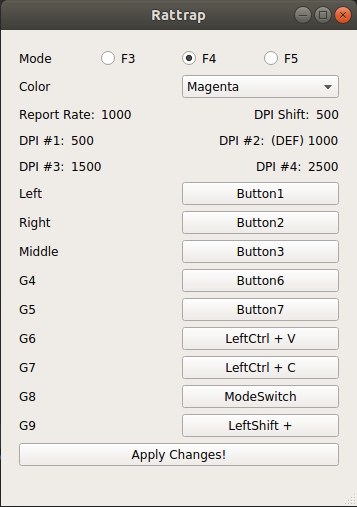 Rattrap
Mode F3 F4 F5
Color Magenta
Report Rate: 1000 DPI Shift: 500
DPI #1: 500 DPI #2: (DEF) 1000
DPI #3: 1500 DPI #4: 2500
Left Button1
Right Button2
Middle Button3
G4 Button6
G5 Button7
G6 LeftCtrl + V
G7 LeftCtrl + C
G8 ModeSwitch
G9 LeftShift +
Apply Changes!